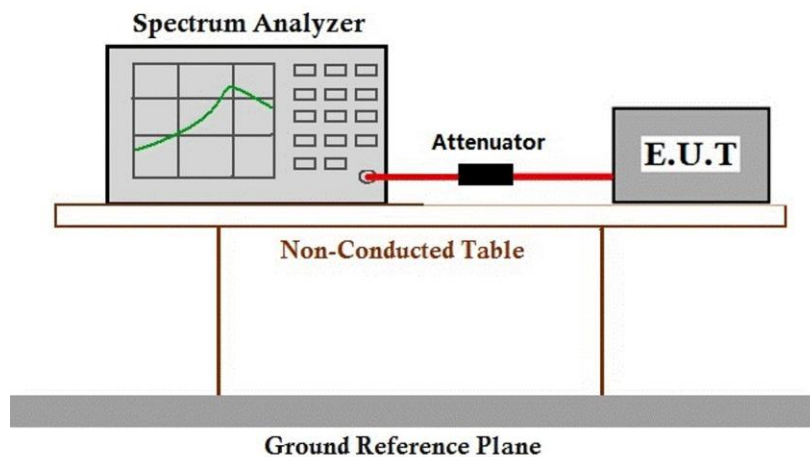 Spectrum Analyzer
Attenuator
E.U.T
Non-Conducted Table
Ground Reference Plane